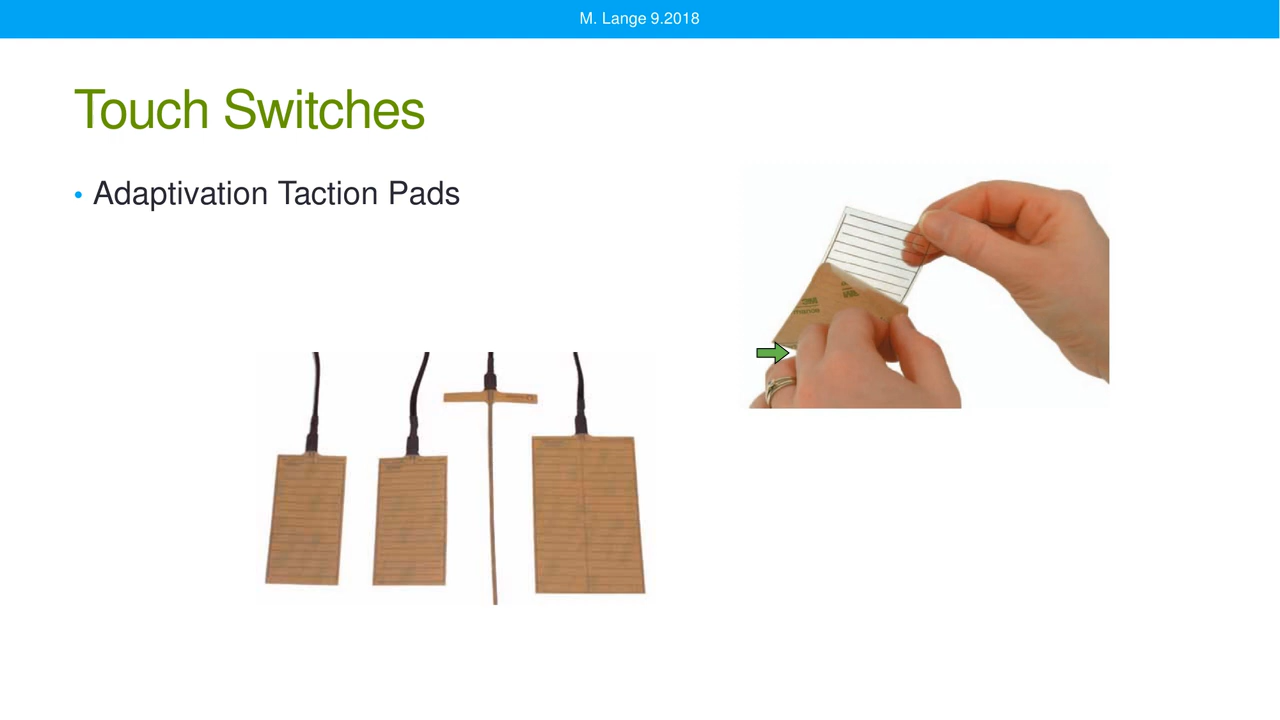 M. Lange 9.2018
Touch Switches
• Adaptivation Taction Pads